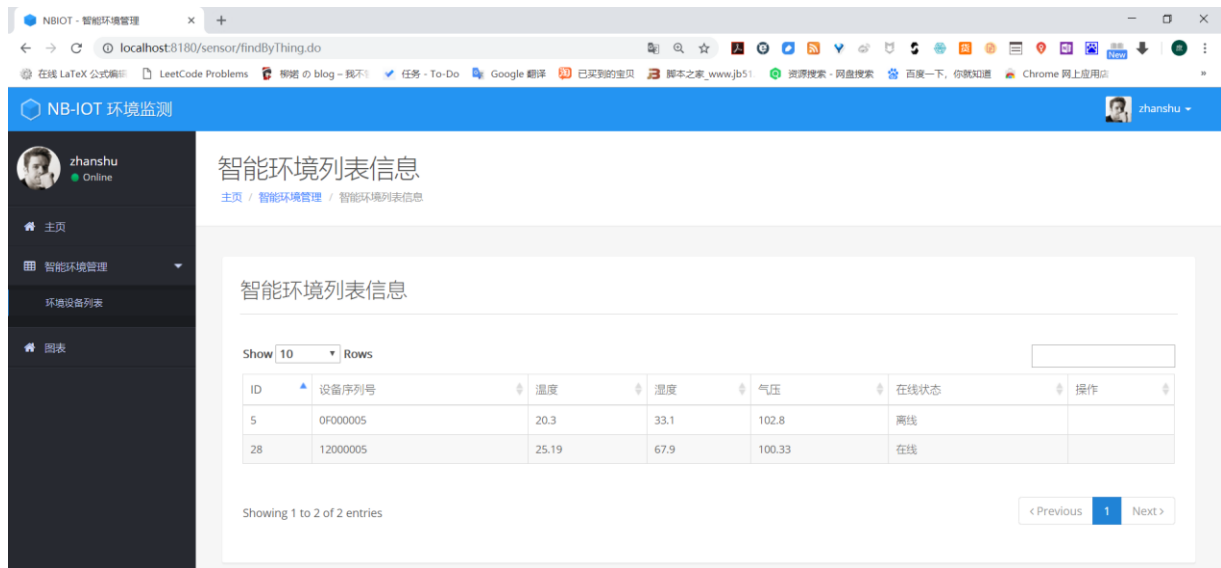 NBIOT - 智能环境管理
localhost:8180/sensor/findByThing.do
New
在线 LaTeX 公式编辑
LeetCode Problems
の blog – 我不
任务 - To-Do
Google 翻译
已买到的宝贝
脚本之家_www.jb51
资源搜索 - 网盘搜索
百度一下，你就知道
Chrome 网上应用店
»
NB-IOT 环境监测
zhanshu
zhanshu
Online
智能环境列表信息
主页 / 智能环境管理 / 智能环境列表信息
主页
智能环境管理
环境设备列表
图表
智能环境列表信息
Show 10 Rows
ID 设备序列号 温度 湿度 气压 在线状态 操作
5 0F000005 20.3 33.1 102.8 离线
28 12000005 25.19 67.9 100.33 在线
Showing 1 to 2 of 2 entries
‹ Previous 1 Next ›